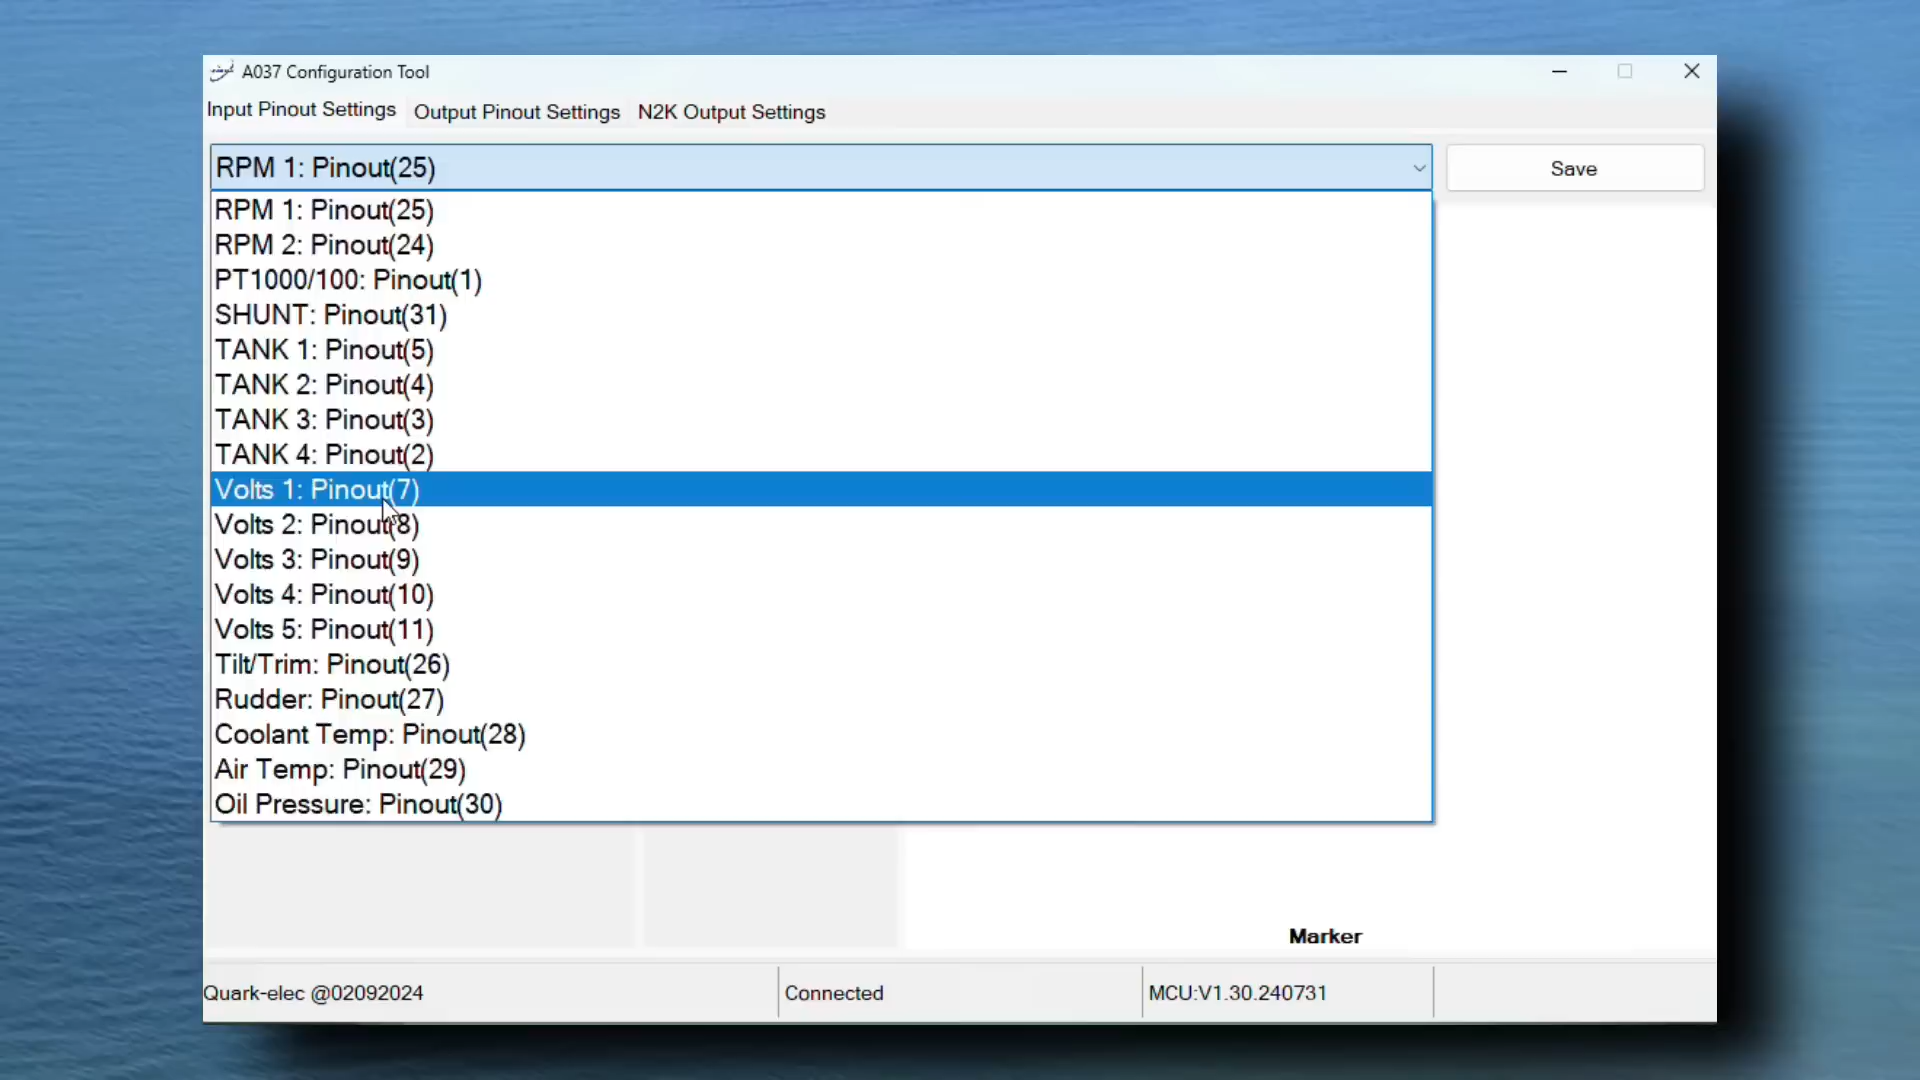 A037 Configuration Tool
Input Pinout Settings Output Pinout Settings N2K Output Settings
RPM 1: Pinout(25)
Save
RPM 1: Pinout(25)
RPM 2: Pinout(24)
PT1000/100: Pinout(1)
SHUNT: Pinout(31)
TANK 1: Pinout(5)
TANK 2: Pinout(4)
TANK 3: Pinout(3)
TANK 4: Pinout(2)
Volts 1: Pinout(7)
Volts 2: Pinout(8)
Volts 3: Pinout(9)
Volts 4: Pinout(10)
Volts 5: Pinout(11)
Tilt/Trim: Pinout(26)
Rudder: Pinout(27)
Coolant Temp: Pinout(28)
Air Temp: Pinout(29)
Oil Pressure: Pinout(30)
Marker
Quark-elec @02092024
Connected
MCU:V1.30.240731